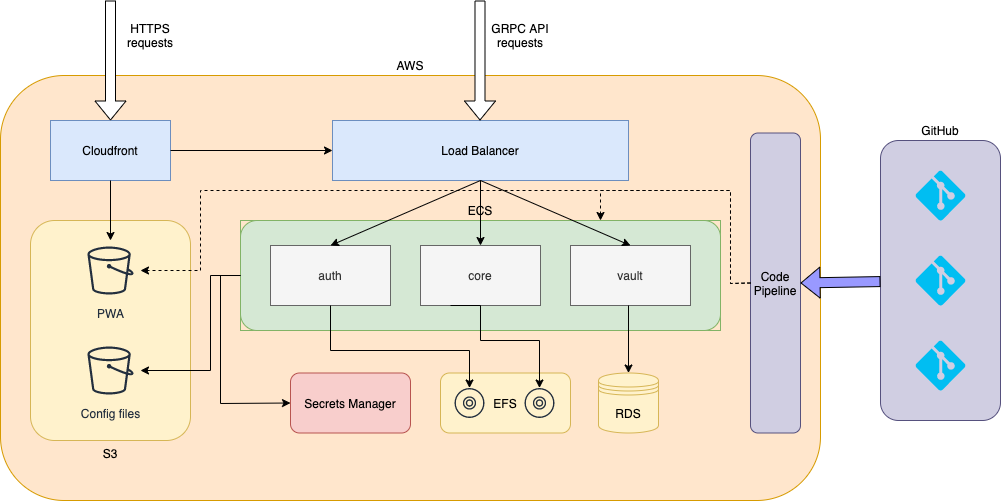 HTTPS
requests
GRPC API
requests
AWS
GitHub
Cloudfront
Load Balancer
ECS
auth
core
vault
Code
Pipeline
PWA
Config files
Secrets Manager
EFS
RDS
S3